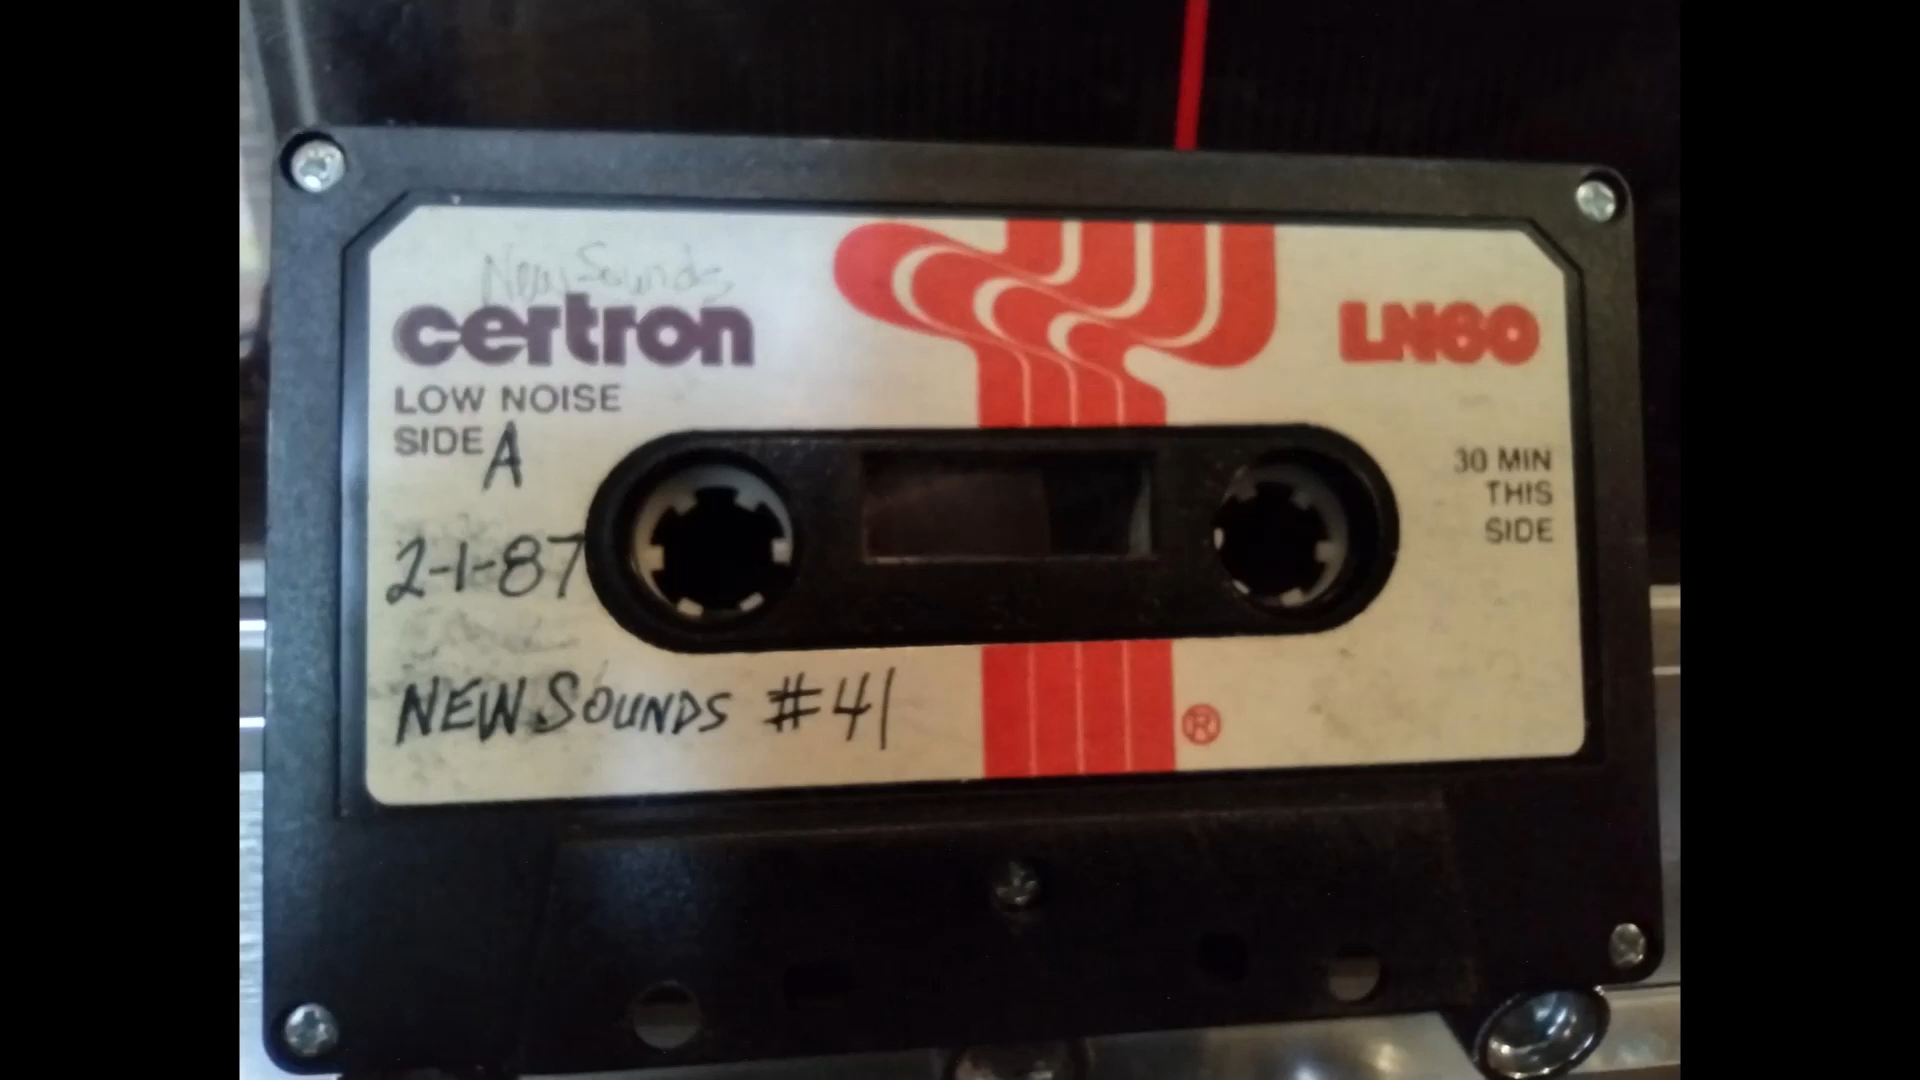 New Sounds
certron
LN60
LOW NOISE
SIDE A
30 MIN
THIS
SIDE
2-1-87
NEW SOUNDS #41
®